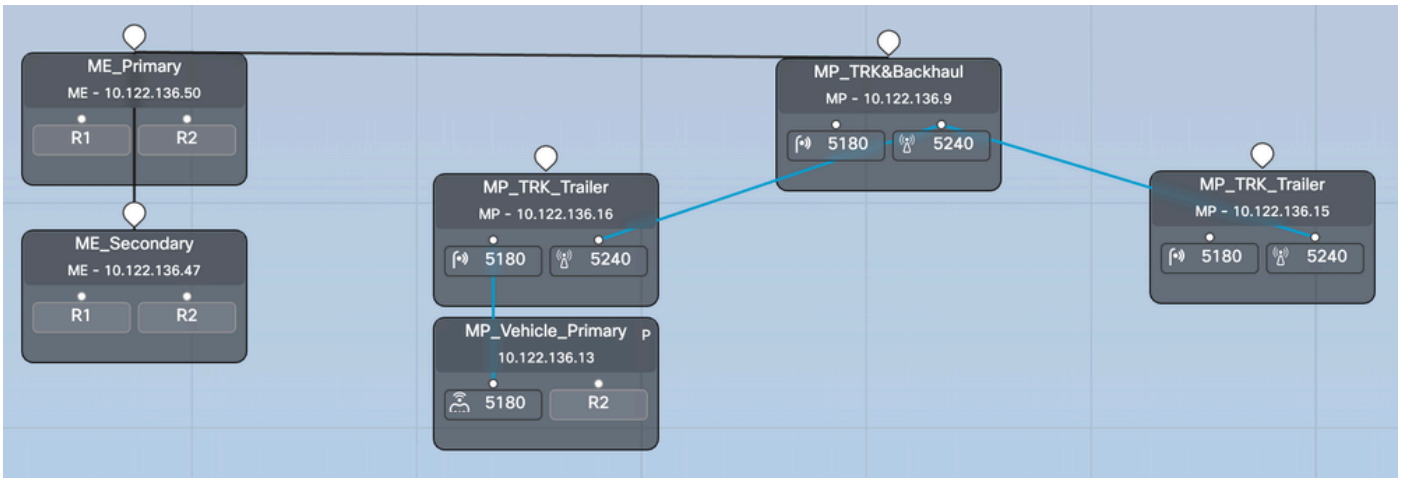 ME_Primary
ME - 10.122.136.50
R1 R2
ME_Secondary
ME - 10.122.136.47
R1 R2
MP_TRK_Trailer
MP - 10.122.136.16
5180 5240
MP_Vehicle_Primary P
10.122.136.13
5180 R2
MP_TRK&Backhaul
MP - 10.122.136.9
5180 5240
MP_TRK_Trailer
MP - 10.122.136.15
5180 5240